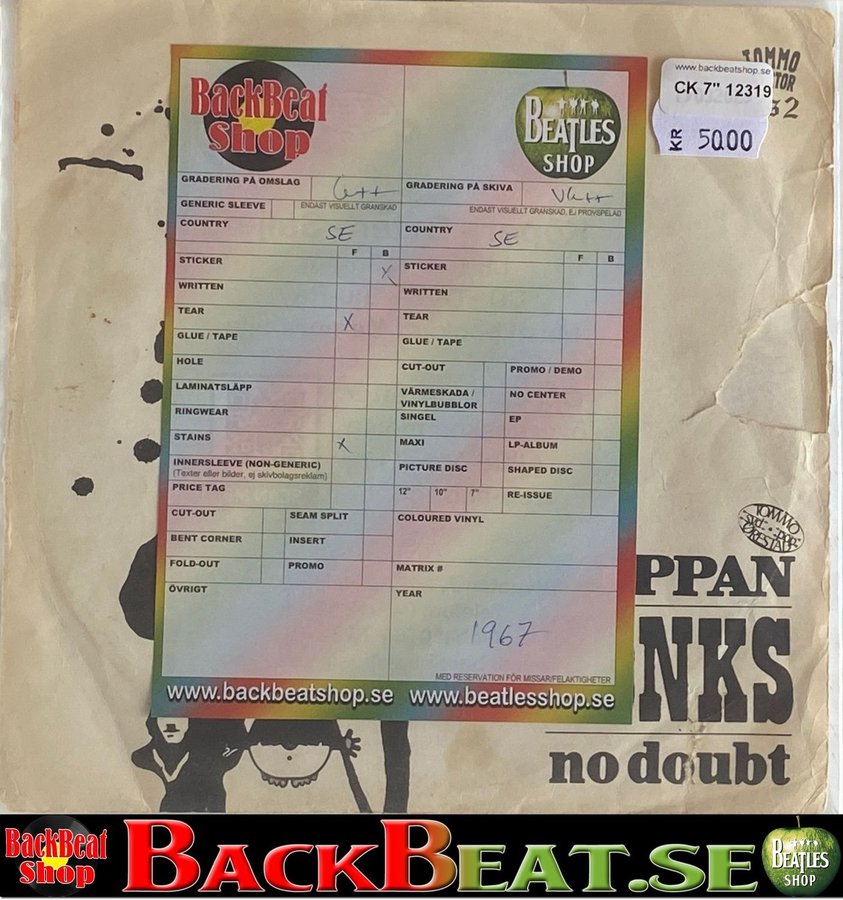 TOMMO
www.backbeatshop.se
CK 7" 12319
KR 50.00
BackBeat
Shop
BEATLES
SHOP
GRADERING PÅ OMSLAG
GRADERING PÅ SKIVA
GENERIC SLEEVE
ENDAST VISUELLT GRANSKAD
ENDAST VISUELLT GRANSKAD, EJ PROVSPELAD
COUNTRY SE
COUNTRY SE
F B
F B
STICKER X
STICKER
WRITTEN
WRITTEN
TEAR X
TEAR
GLUE / TAPE
GLUE / TAPE
HOLE
CUT-OUT
PROMO / DEMO
LAMINATSLÄPP
VÄRMESKADA /
VINYLBUBBLOR
NO CENTER
RINGWEAR
SINGEL
EP
STAINS X
MAXI
LP-ALBUM
INNERSLEEVE (NON-GENERIC)
(Texter eller bilder, ej skivbolagsreklam)
PICTURE DISC
SHAPED DISC
PRICE TAG
12" 10" 7"
RE-ISSUE
CUT-OUT
SEAM SPLIT
COLOURED VINYL
BENT CORNER
INSERT
FOLD-OUT
PROMO
MATRIX #
ÖVRIGT
YEAR
1967
MED RESERVATION FÖR MISSAR/FELAKTIGHETER
www.backbeatshop.se www.beatlesshop.se
TOMMO
PPAN
NKS
no doubt
BackBeat
Shop
BACKBEAT.SE
BEATLES
SHOP